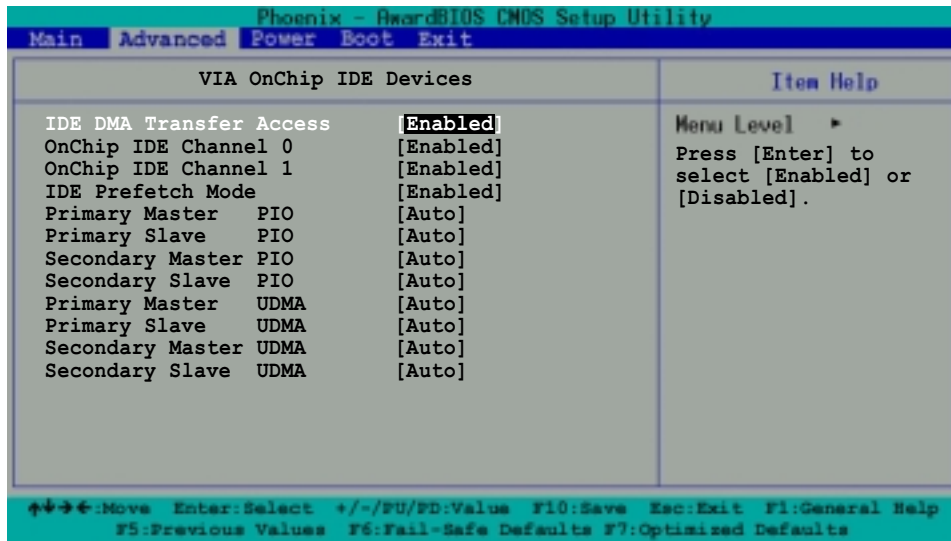 Phoenix - AwardBIOS CMOS Setup Utility
Main Advanced Power Boot Exit
VIA OnChip IDE Devices
Item Help
IDE DMA Transfer Access [Enabled]
OnChip IDE Channel 0 [Enabled]
OnChip IDE Channel 1 [Enabled]
IDE Prefetch Mode [Enabled]
Primary Master PIO [Auto]
Primary Slave PIO [Auto]
Secondary Master PIO [Auto]
Secondary Slave PIO [Auto]
Primary Master UDMA [Auto]
Primary Slave UDMA [Auto]
Secondary Master UDMA [Auto]
Secondary Slave UDMA [Auto]
Menu Level ►
Press [Enter] to
select [Enabled] or
[Disabled].
↑↓→←:Move Enter:Select +/-/PU/PD:Value F10:Save Esc:Exit F1:General Help
F5:Previous Values F6:Fail-Safe Defaults F7:Optimized Defaults